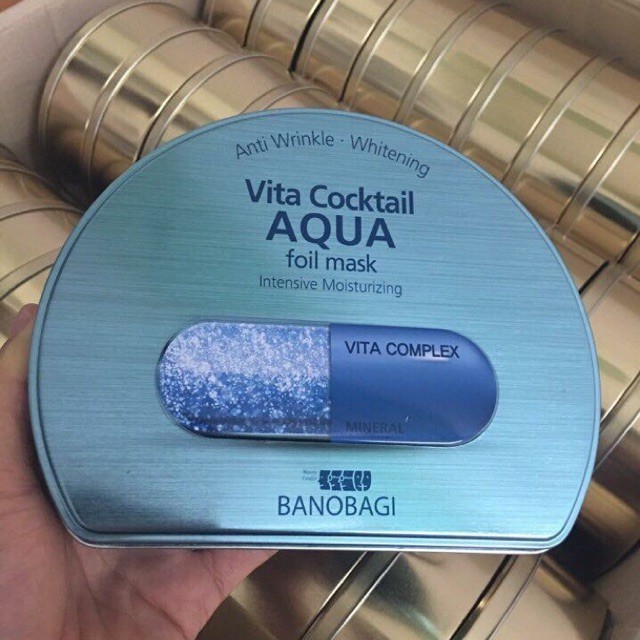 Anti Wrinkle · Whitening
Vita Cocktail
AQUA
foil mask
Intensive Moisturizing
VITA COMPLEX
MINERAL
BANOBAGI